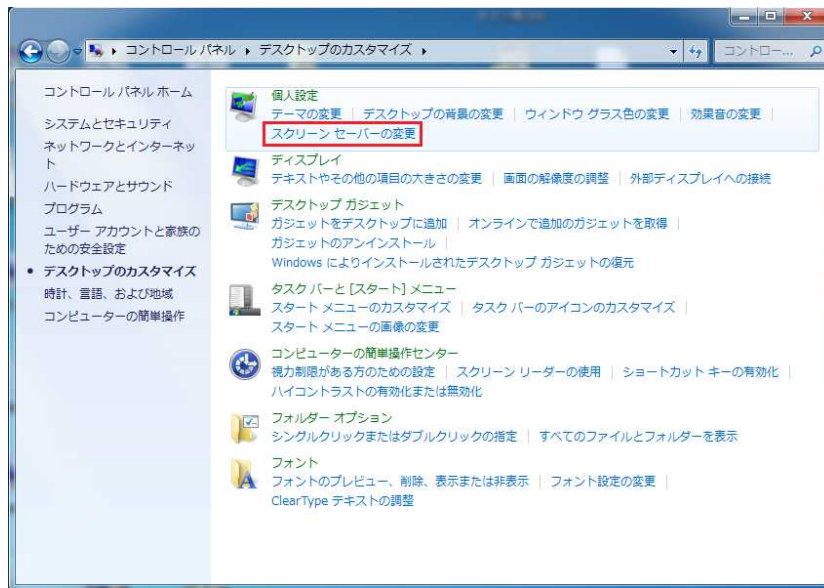 コントロール パネル ▸ デスクトップのカスタマイズ ▸
コントロー...
コントロール パネル ホーム
システムとセキュリティ
ネットワークとインターネッ
ト
ハードウェアとサウンド
プログラム
ユーザー アカウントと家族の
ための安全設定
• デスクトップのカスタマイズ
時計、言語、および地域
コンピューターの簡単操作
個人設定
テーマの変更 | デスクトップの背景の変更 | ウィンドウ グラス色の変更 | 効果音の変更 |
スクリーン セーバーの変更
ディスプレイ
テキストやその他の項目の大きさの変更 | 画面の解像度の調整 | 外部ディスプレイへの接続
デスクトップ ガジェット
ガジェットをデスクトップに追加 | オンラインで追加のガジェットを取得 |
ガジェットのアンインストール |
Windows によりインストールされたデスクトップ ガジェットの復元
タスク バーと [スタート] メニュー
スタート メニューのカスタマイズ | タスク バーのアイコンのカスタマイズ |
スタート メニューの画像の変更
コンピューターの簡単操作センター
視力制限がある方のための設定 | スクリーン リーダーの使用 | ショートカット キーの有効化 |
ハイコントラストの有効化または無効化
フォルダー オプション
シングルクリックまたはダブルクリックの指定 | すべてのファイルとフォルダーを表示
フォント
フォントのプレビュー、削除、表示または非表示 | フォント設定の変更 |
ClearType テキストの調整